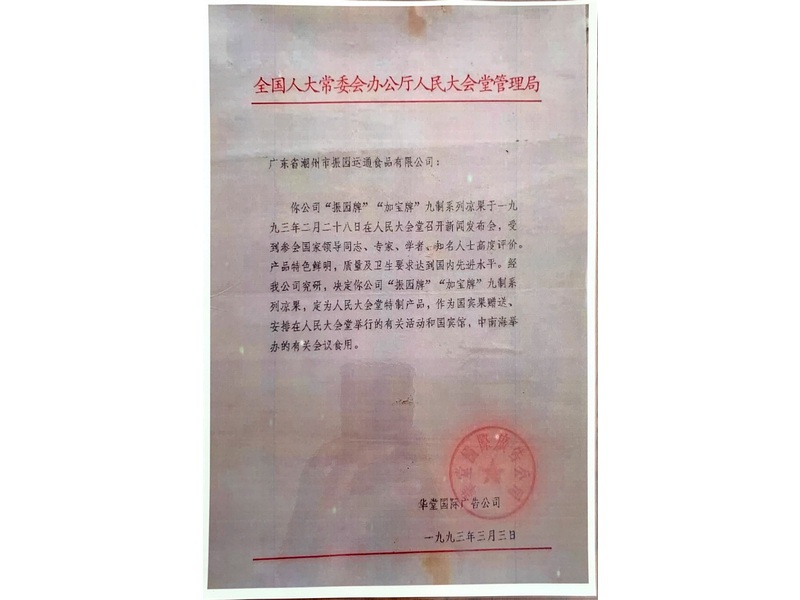 全国人大常委会办公厅人民大会堂管理局
广东省潮州市振园运通食品有限公司：
你公司“振园牌”“加宝牌”九制系列凉果于一九
九三年二月二十八日在人民大会堂召开新闻发布会，受
到参会国家领导同志、专家、学者、知名人士高度评价。
产品特色鲜明，质量及卫生要求达到国内先进水平。经
我公司究研，决定你公司“振园牌”“加宝牌”九制系
列凉果，定为人民大会堂特制产品，作为国宾果赠送、
安排在人民大会堂举行的有关活动和国宾馆，中南海举
办的有关会议食用。
华堂国际广告公司
华堂国际广告公司
一九九三年三月三日